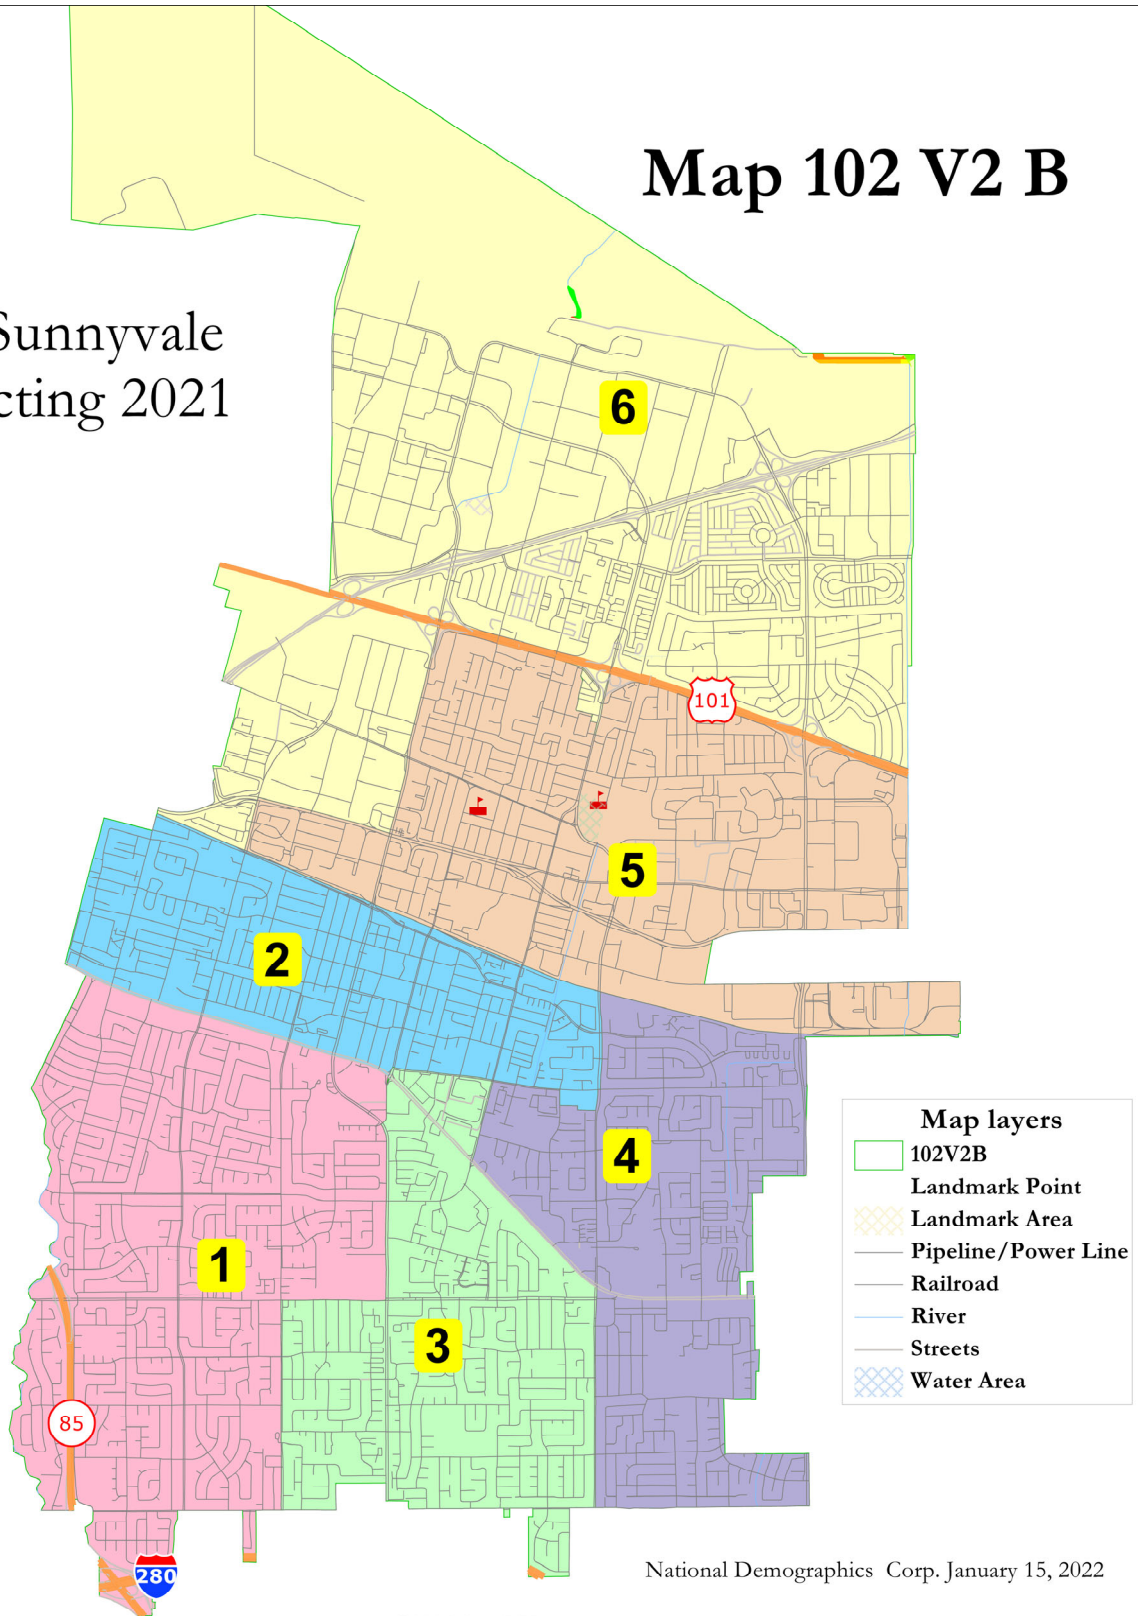 Map 102 V2 B
Sunnyvale
cting 2021
6
101
5
2
4
1
3
85
280
Map layers
102V2B
Landmark Point
Landmark Area
Pipeline/Power Line
Railroad
River
Streets
Water Area
National Demographics Corp. January 15, 2022